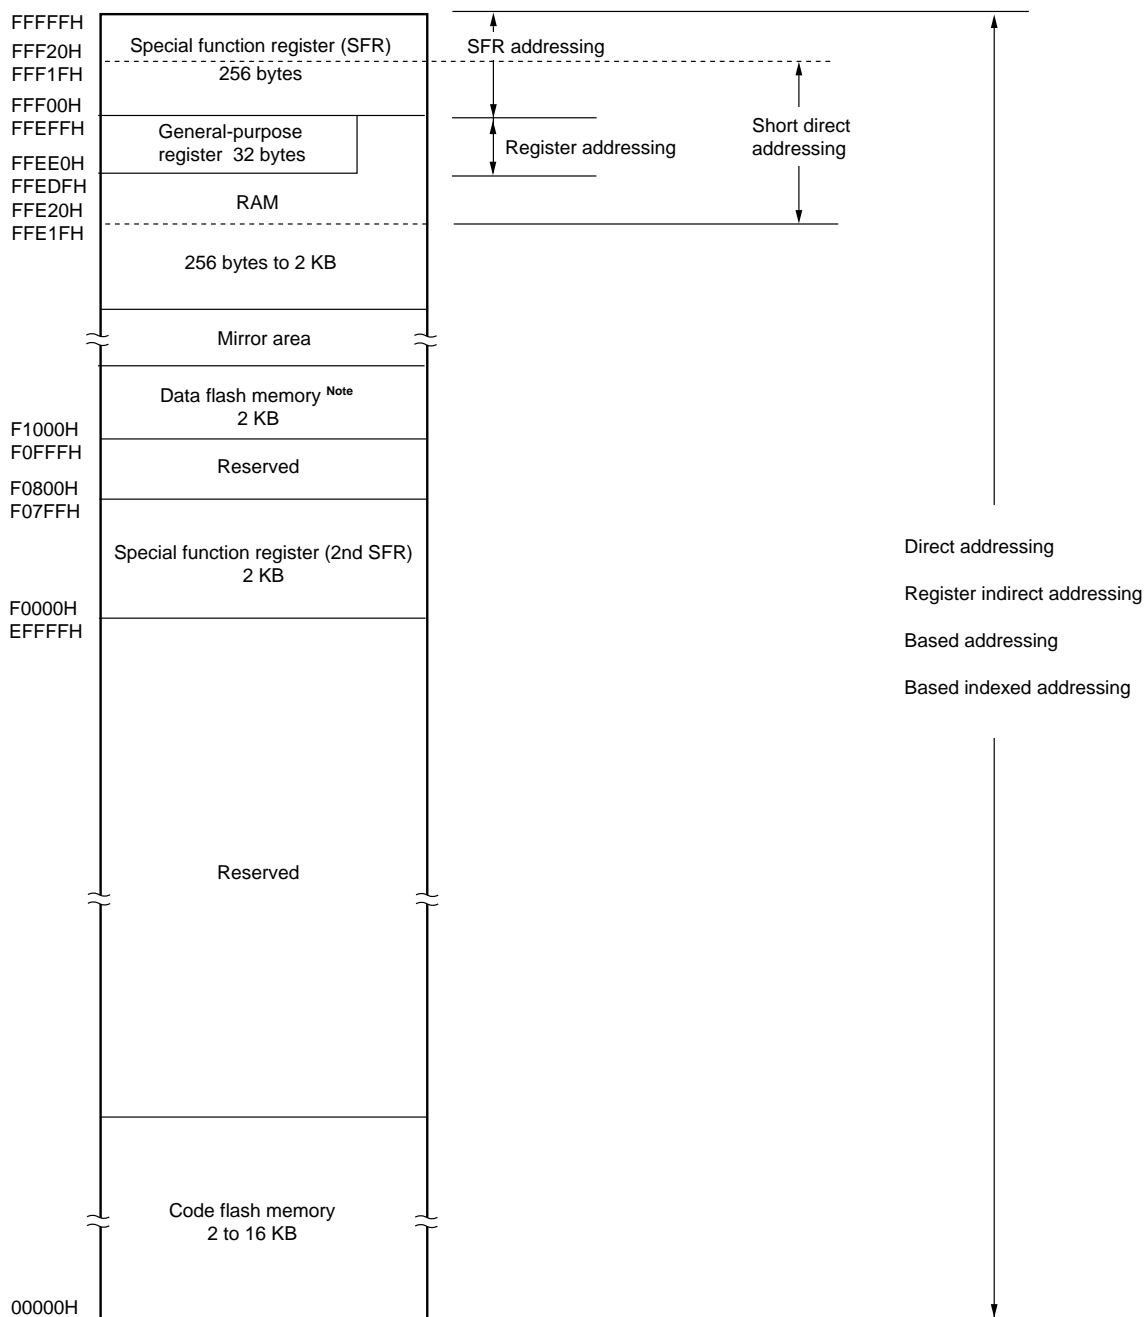 FFFFFH
FFF20H
FFF1FH
FFF00H
FFEFFH
FFEE0H
FFEDFH
FFE20H
FFE1FH
Special function register (SFR)
256 bytes
General-purpose
register 32 bytes
RAM
256 bytes to 2 KB
Mirror area
Data flash memory Note
2 KB
F1000H
F0FFFH
Reserved
F0800H
F07FFH
Special function register (2nd SFR)
2 KB
F0000H
EFFFFH
Reserved
Code flash memory
2 to 16 KB
00000H
SFR addressing
Register addressing
Short direct
addressing
Direct addressing
Register indirect addressing
Based addressing
Based indexed addressing